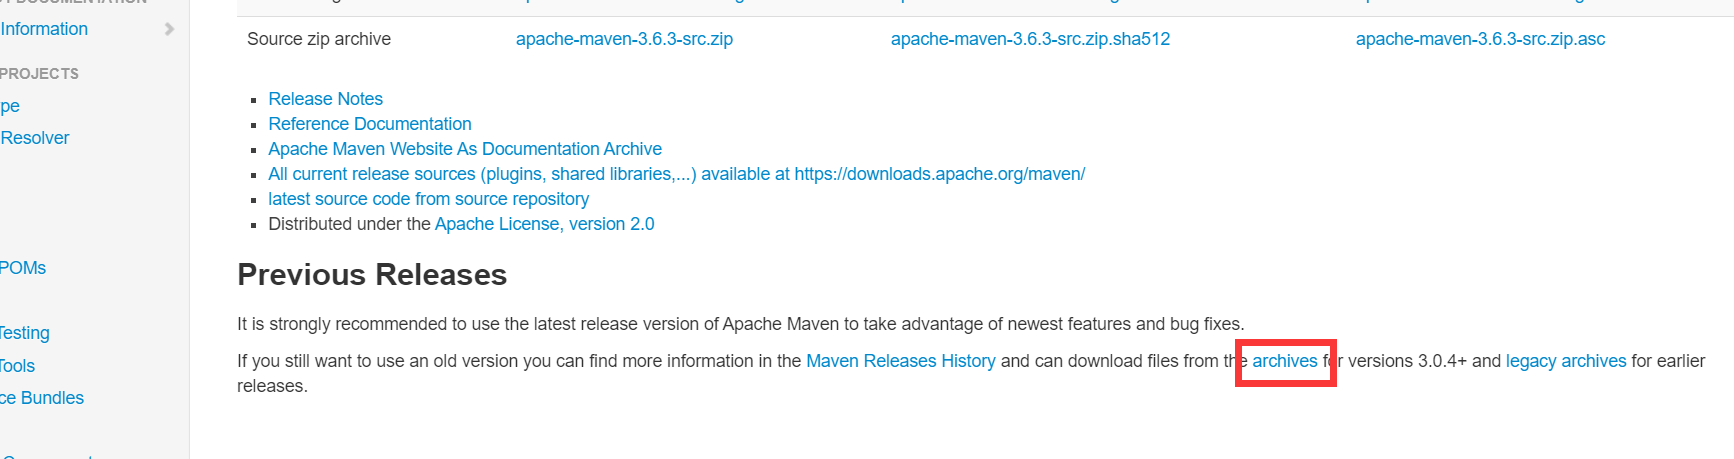 Information
Source zip archive apache-maven-3.6.3-src.zip apache-maven-3.6.3-src.zip.sha512 apache-maven-3.6.3-src.zip.asc
PROJECTS
pe
Resolver
POMs
Testing
Tools
ce Bundles
Release Notes
Reference Documentation
Apache Maven Website As Documentation Archive
All current release sources (plugins, shared libraries,...) available at https://downloads.apache.org/maven/
latest source code from source repository
Distributed under the Apache License, version 2.0
Previous Releases
It is strongly recommended to use the latest release version of Apache Maven to take advantage of newest features and bug fixes.
If you still want to use an old version you can find more information in the Maven Releases History and can download files from the archives for versions 3.0.4+ and legacy archives for earlier
releases.